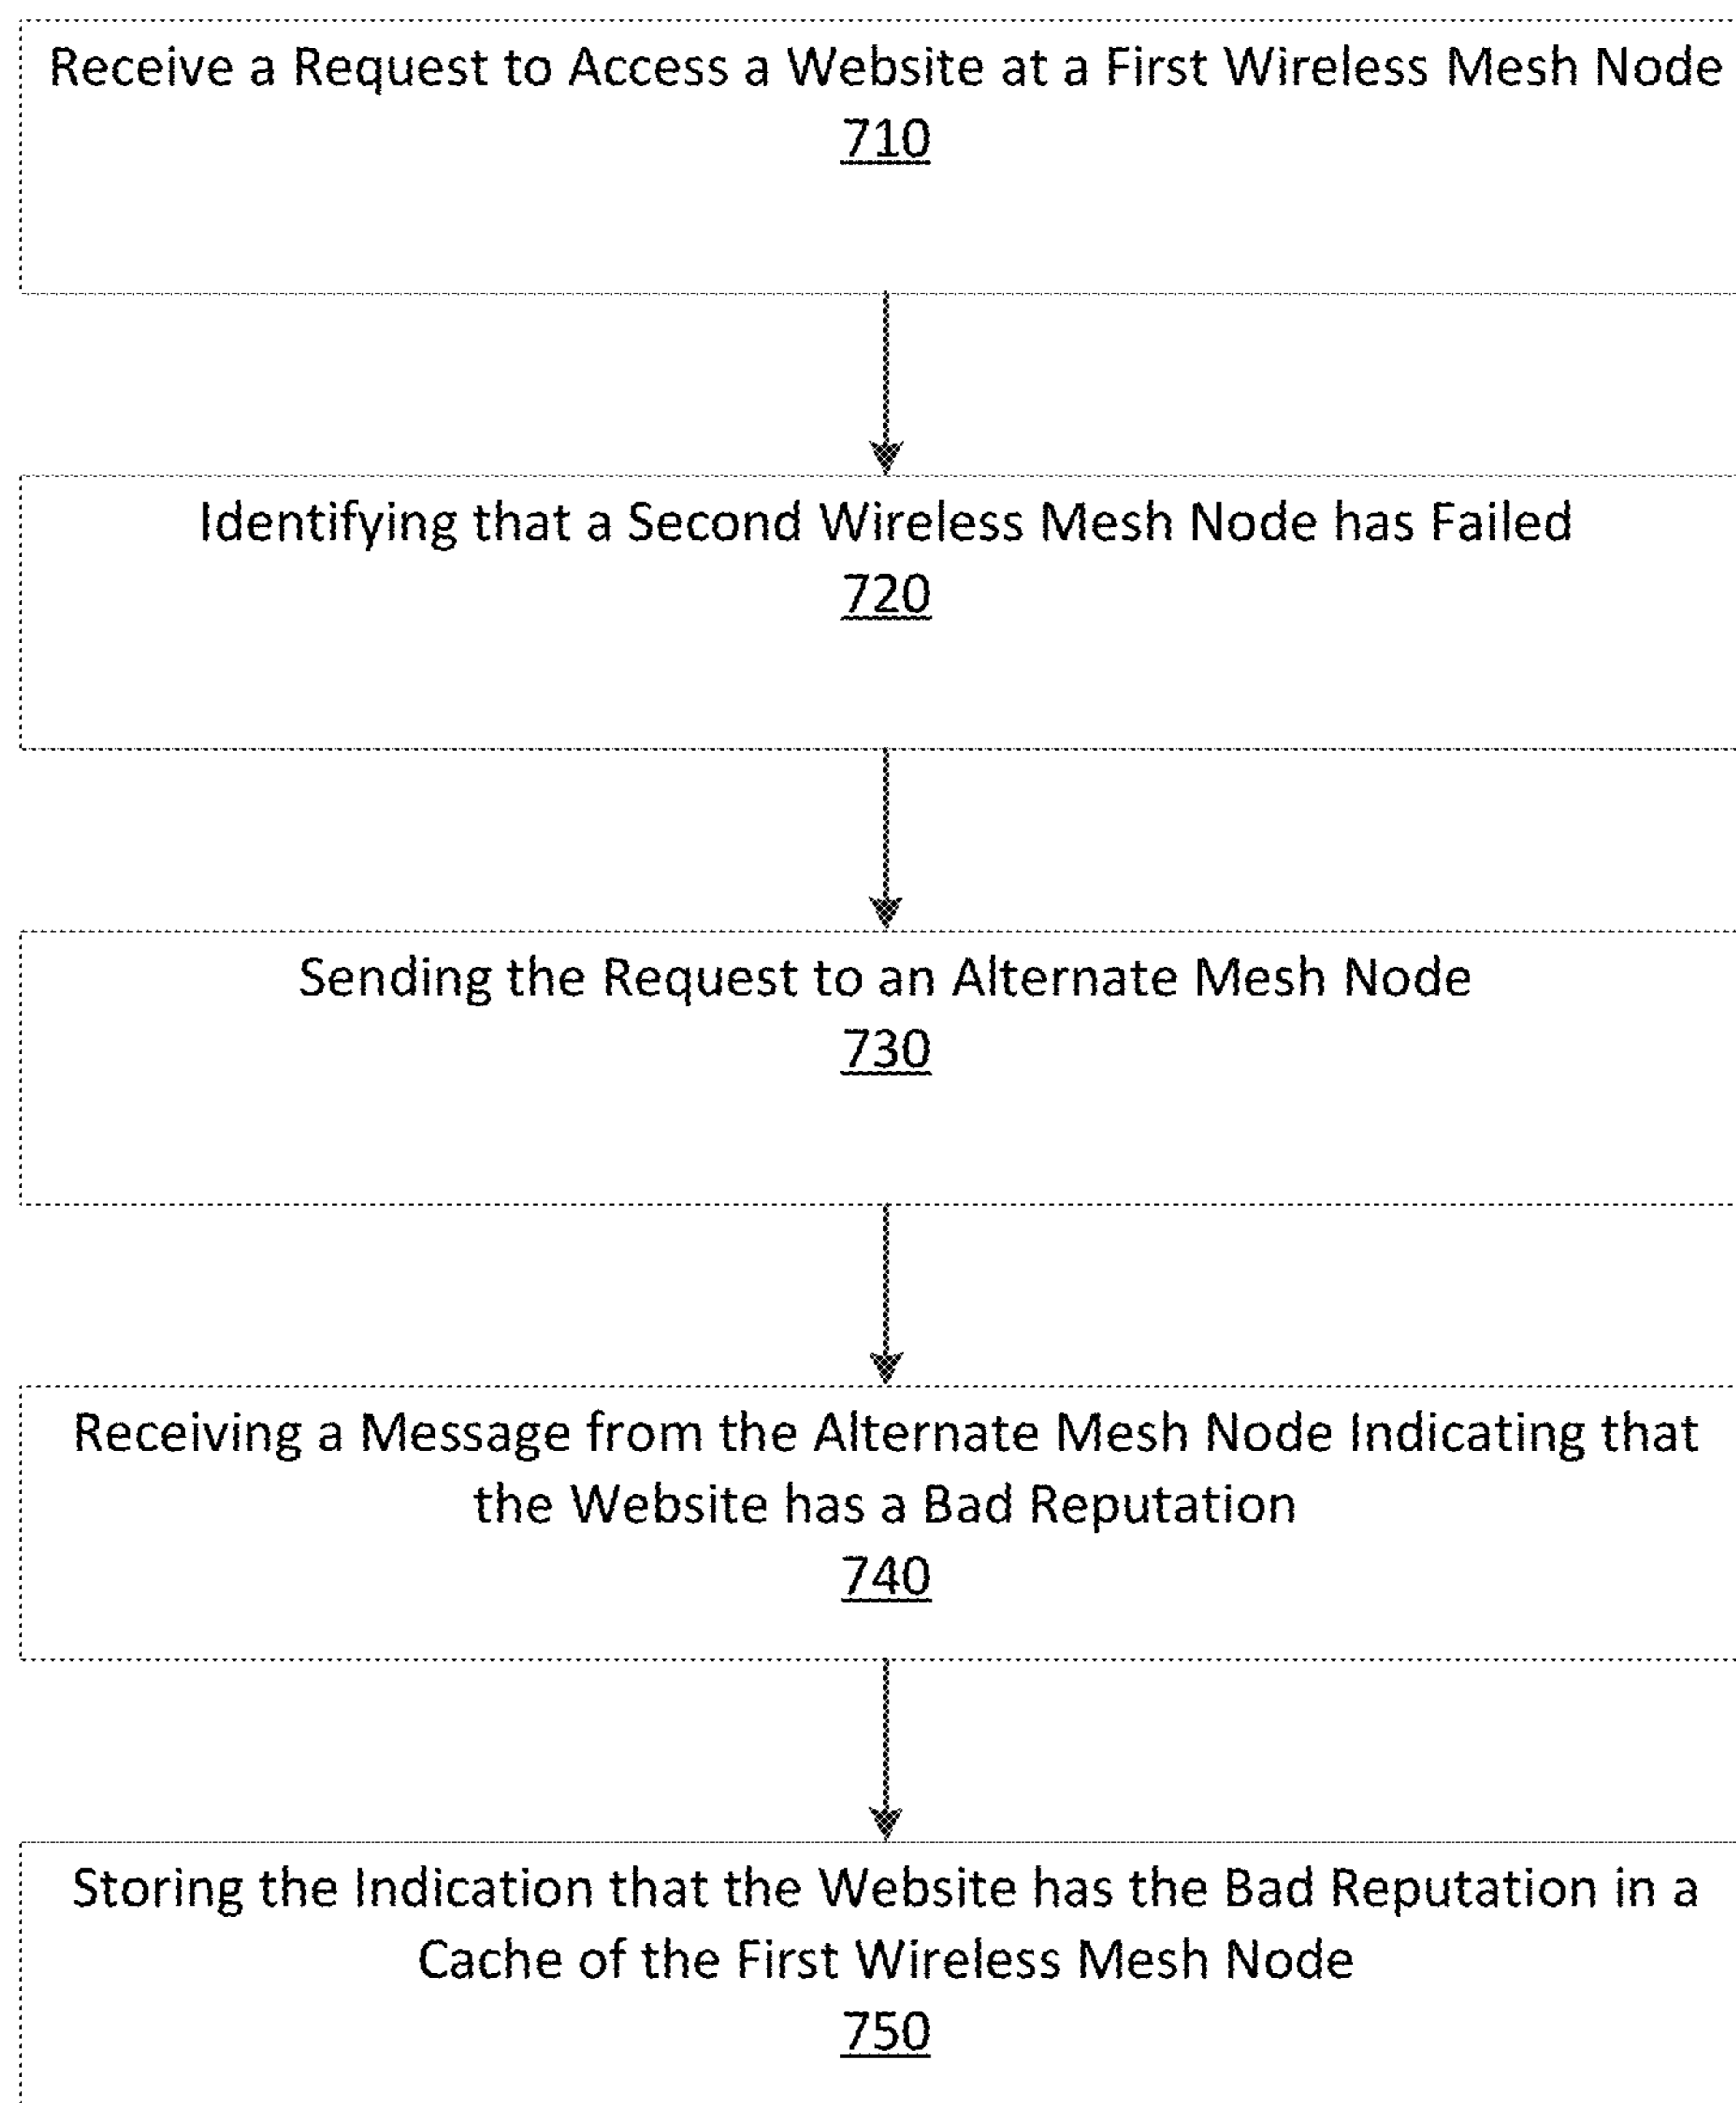 Receive a Request to Access a Website at a First Wireless Mesh Node
710
Identifying that a Second Wireless Mesh Node has Failed
720
Sending the Request to an Alternate Mesh Node
730
Receiving a Message from the Alternate Mesh Node Indicating that
the Website has a Bad Reputation
740
Storing the Indication that the Website has the Bad Reputation in a
Cache of the First Wireless Mesh Node
750